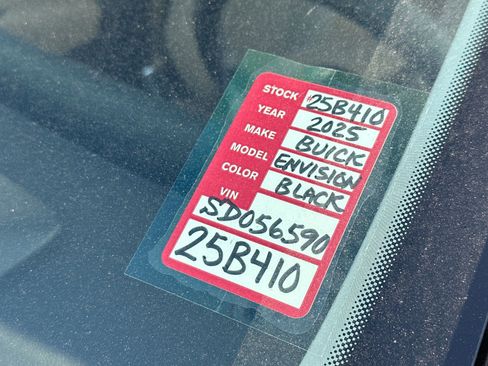 STOCK 25B410
YEAR 2025
MAKE BUICK
MODEL ENVISION
COLOR BLACK
VIN
SD056590
25B410